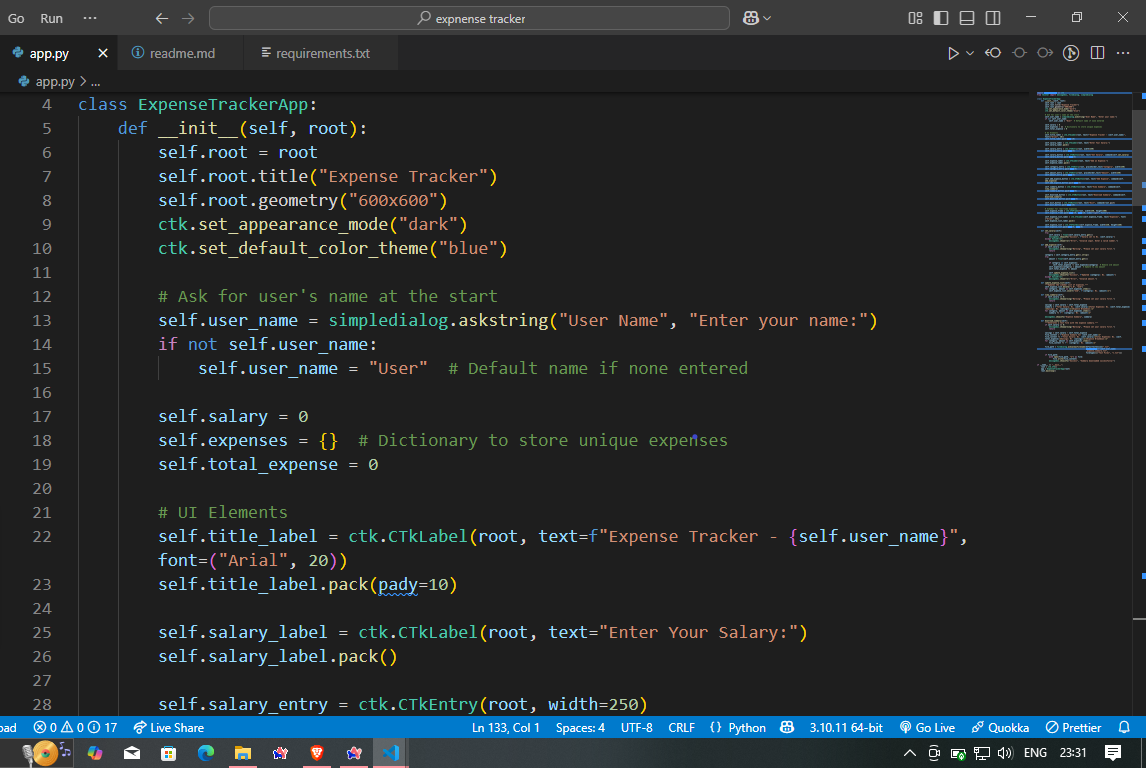 Go Run ···
expnense tracker
app.py readme.md requirements.txt
app.py > ...
4 class ExpenseTrackerApp:
5 def __init__(self, root):
6 self.root = root
7 self.root.title("Expense Tracker")
8 self.root.geometry("600x600")
9 ctk.set_appearance_mode("dark")
10 ctk.set_default_color_theme("blue")
11
12 # Ask for user's name at the start
13 self.user_name = simpledialog.askstring("User Name", "Enter your name:")
14 if not self.user_name:
15 self.user_name = "User"  # Default name if none entered
16
17 self.salary = 0
18 self.expenses = {}  # Dictionary to store unique expenses
19 self.total_expense = 0
20
21 # UI Elements
22 self.title_label = ctk.CTkLabel(root, text=f"Expense Tracker - {self.user_name}",
font=("Arial", 20))
23 self.title_label.pack(pady=10)
24
25 self.salary_label = ctk.CTkLabel(root, text="Enter Your Salary:")
26 self.salary_label.pack()
27
28 self.salary_entry = ctk.CTkEntry(root, width=250)
oad 0 0 17 Live Share Ln 133, Col 1 Spaces: 4 UTF-8 CRLF {} Python 3.10.11 64-bit Go Live Quokka Prettier
ENG 23:31